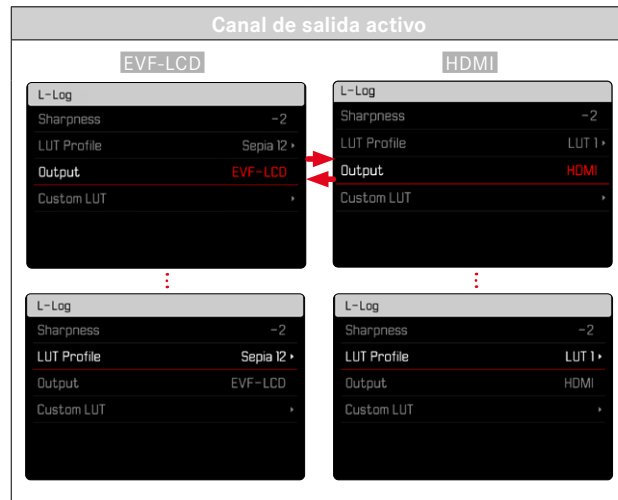 Canal de salida activo
EVF-LCD
L-Log
Sharpness -2
LUT Profile Sepia 12
Output EVF-LCD
Custom LUT
HDMI
L-Log
Sharpness -2
LUT Profile LUT 1
Output HDMI
Custom LUT
L-Log
Sharpness -2
LUT Profile Sepia 12
Output EVF-LCD
Custom LUT
L-Log
Sharpness -2
LUT Profile LUT 1
Output HDMI
Custom LUT